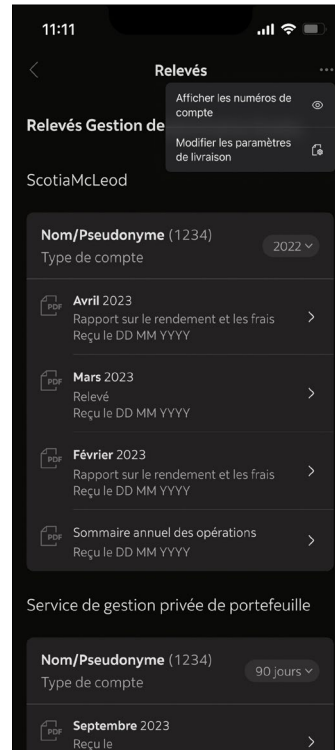 11:11
Relevés
Afficher les numéros de
compte
Modifier les paramètres
de livraison
Relevés Gestion de
ScotiaMcLeod
Nom/Pseudonyme (1234)
Type de compte
2022
PDF
Avril 2023
Rapport sur le rendement et les frais
Reçu le DD MM YYYY
PDF
Mars 2023
Relevé
Reçu le DD MM YYYY
PDF
Février 2023
Rapport sur le rendement et les frais
Reçu le DD MM YYYY
PDF
Sommaire annuel des opérations
Reçu le DD MM YYYY
Service de gestion privée de portefeuille
Nom/Pseudonyme (1234)
Type de compte
90 jours
PDF
Septembre 2023
Reçu le